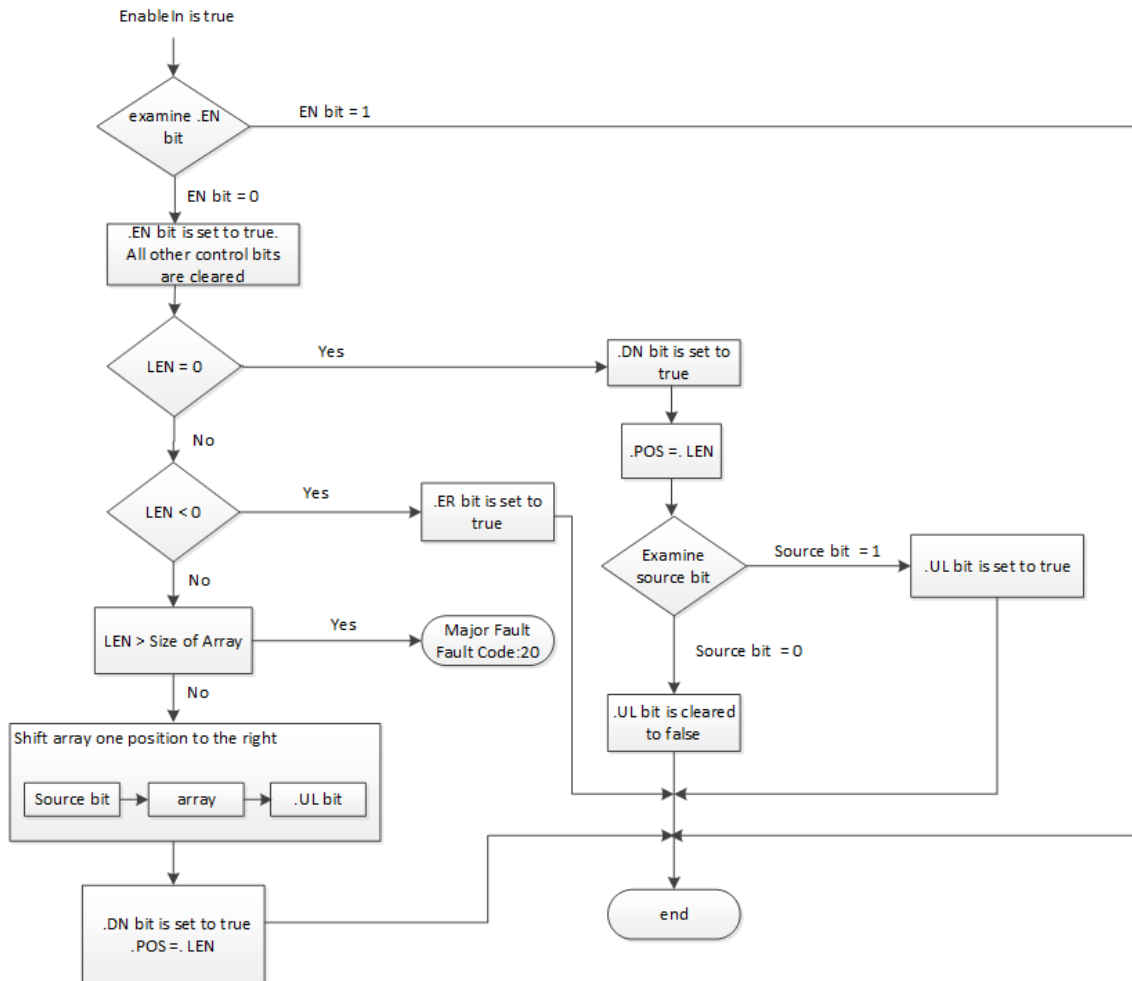 EnableIn is true
examine .EN
bit
EN bit = 1
EN bit = 0
.EN bit is set to true.
All other control bits
are cleared
LEN = 0
Yes
.DN bit is set to
true
No
.POS =. LEN
LEN < 0
Yes
.ER bit is set to
true
Examine
source bit
Source bit  = 1
.UL bit is set to true
No
LEN > Size of Array
Yes
Major Fault
Fault Code:20
Source bit  = 0
No
.UL bit is cleared
to false
Shift array one position to the right
Source bit
array
.UL bit
.DN bit is set to true
.POS =. LEN
end